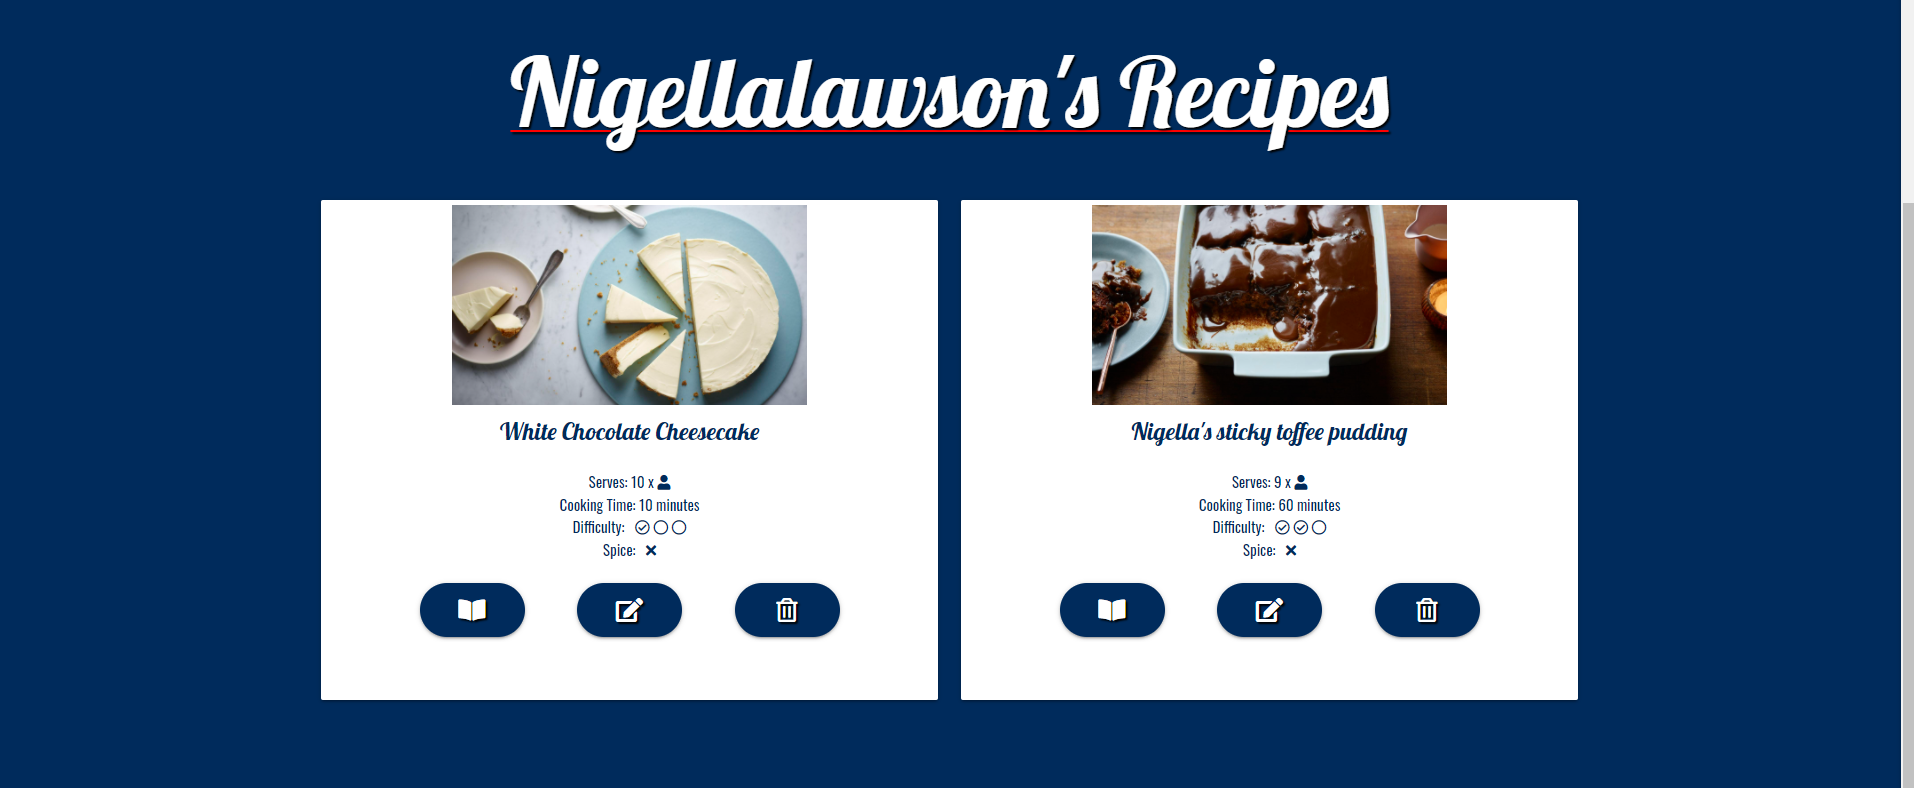 Nigellalawson's Recipes
White Chocolate Cheesecake
Serves: 10 x
Cooking Time: 10 minutes
Difficulty:
Spice:
Nigella's sticky toffee pudding
Serves: 9 x
Cooking Time: 60 minutes
Difficulty:
Spice: